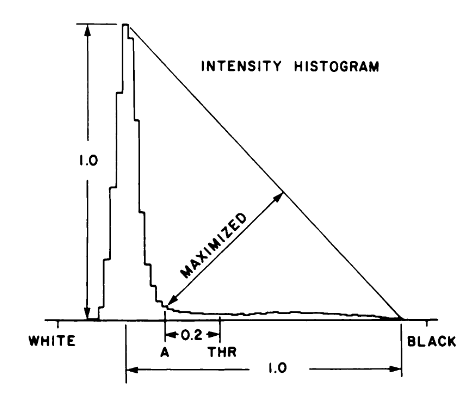 INTENSITY HISTOGRAM
1.0
MAXIMIZED
WHITE
0.2
BLACK
A
THR
1.0